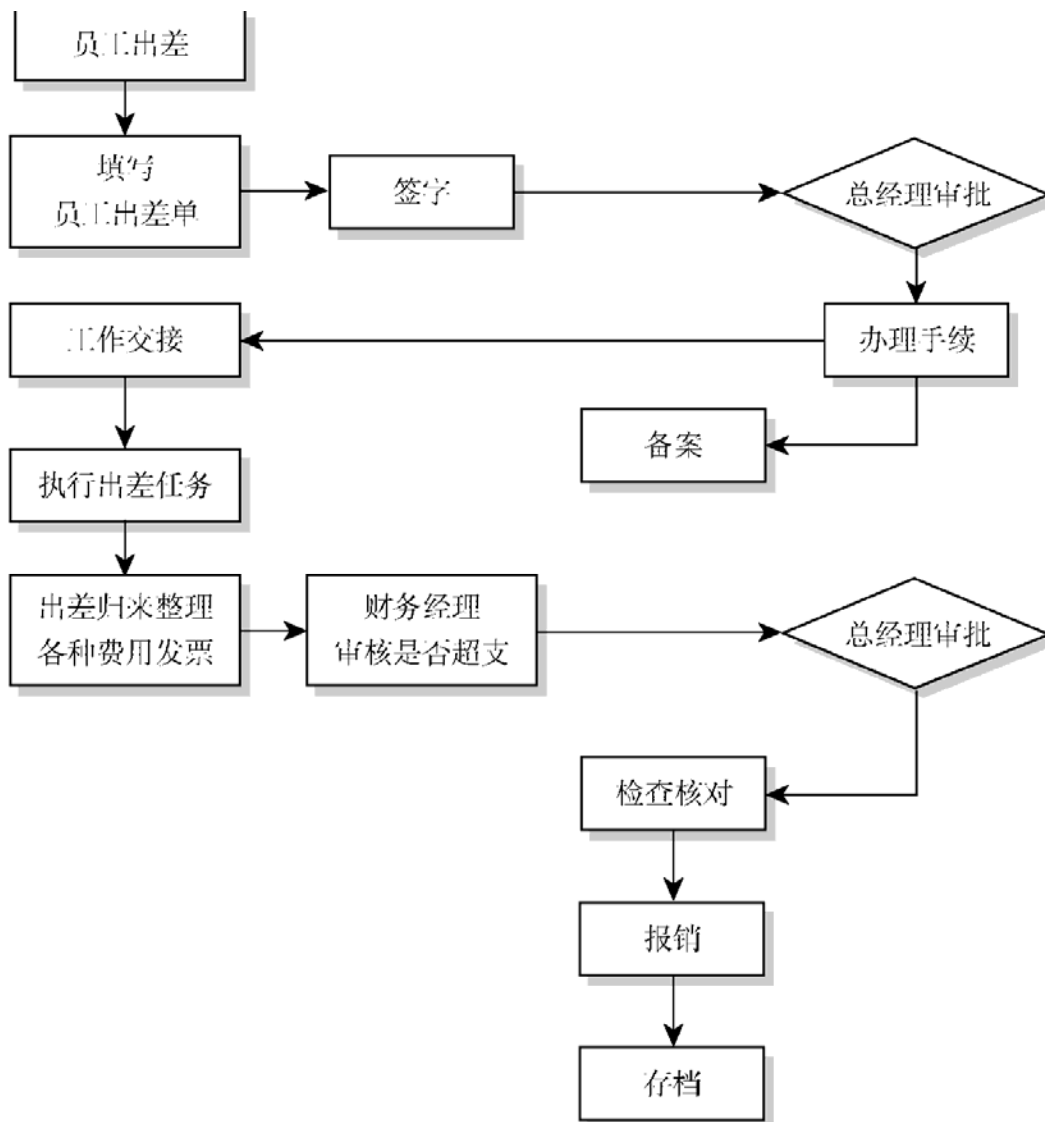 员工出差
填写
员工出差单
签字
总经理审批
工作交接
办理手续
备案
执行出差任务
出差归来整理
各种费用发票
财务经理
审核是否超支
总经理审批
检查核对
报销
存档